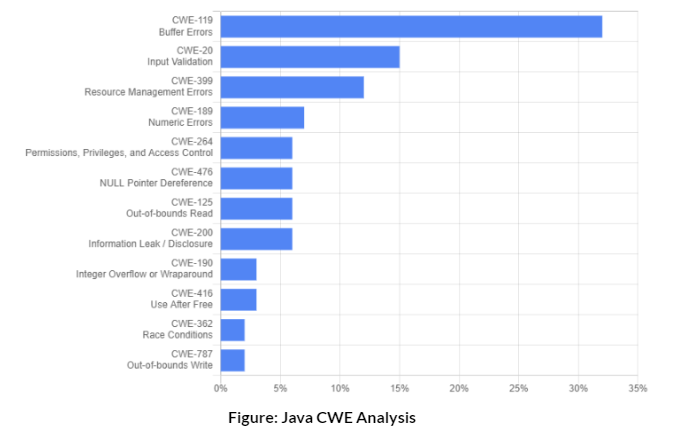 CWE-119
Buffer Errors
CWE-20
Input Validation
CWE-399
Resource Management Errors
CWE-189
Numeric Errors
CWE-264
Permissions, Privileges, and Access Control
CWE-476
NULL Pointer Dereference
CWE-125
Out-of-bounds Read
CWE-200
Information Leak / Disclosure
CWE-190
Integer Overflow or Wraparound
CWE-416
Use After Free
CWE-362
Race Conditions
CWE-787
Out-of-bounds Write
0% 5% 10% 15% 20% 25% 30% 35%
Figure: Java CWE Analysis